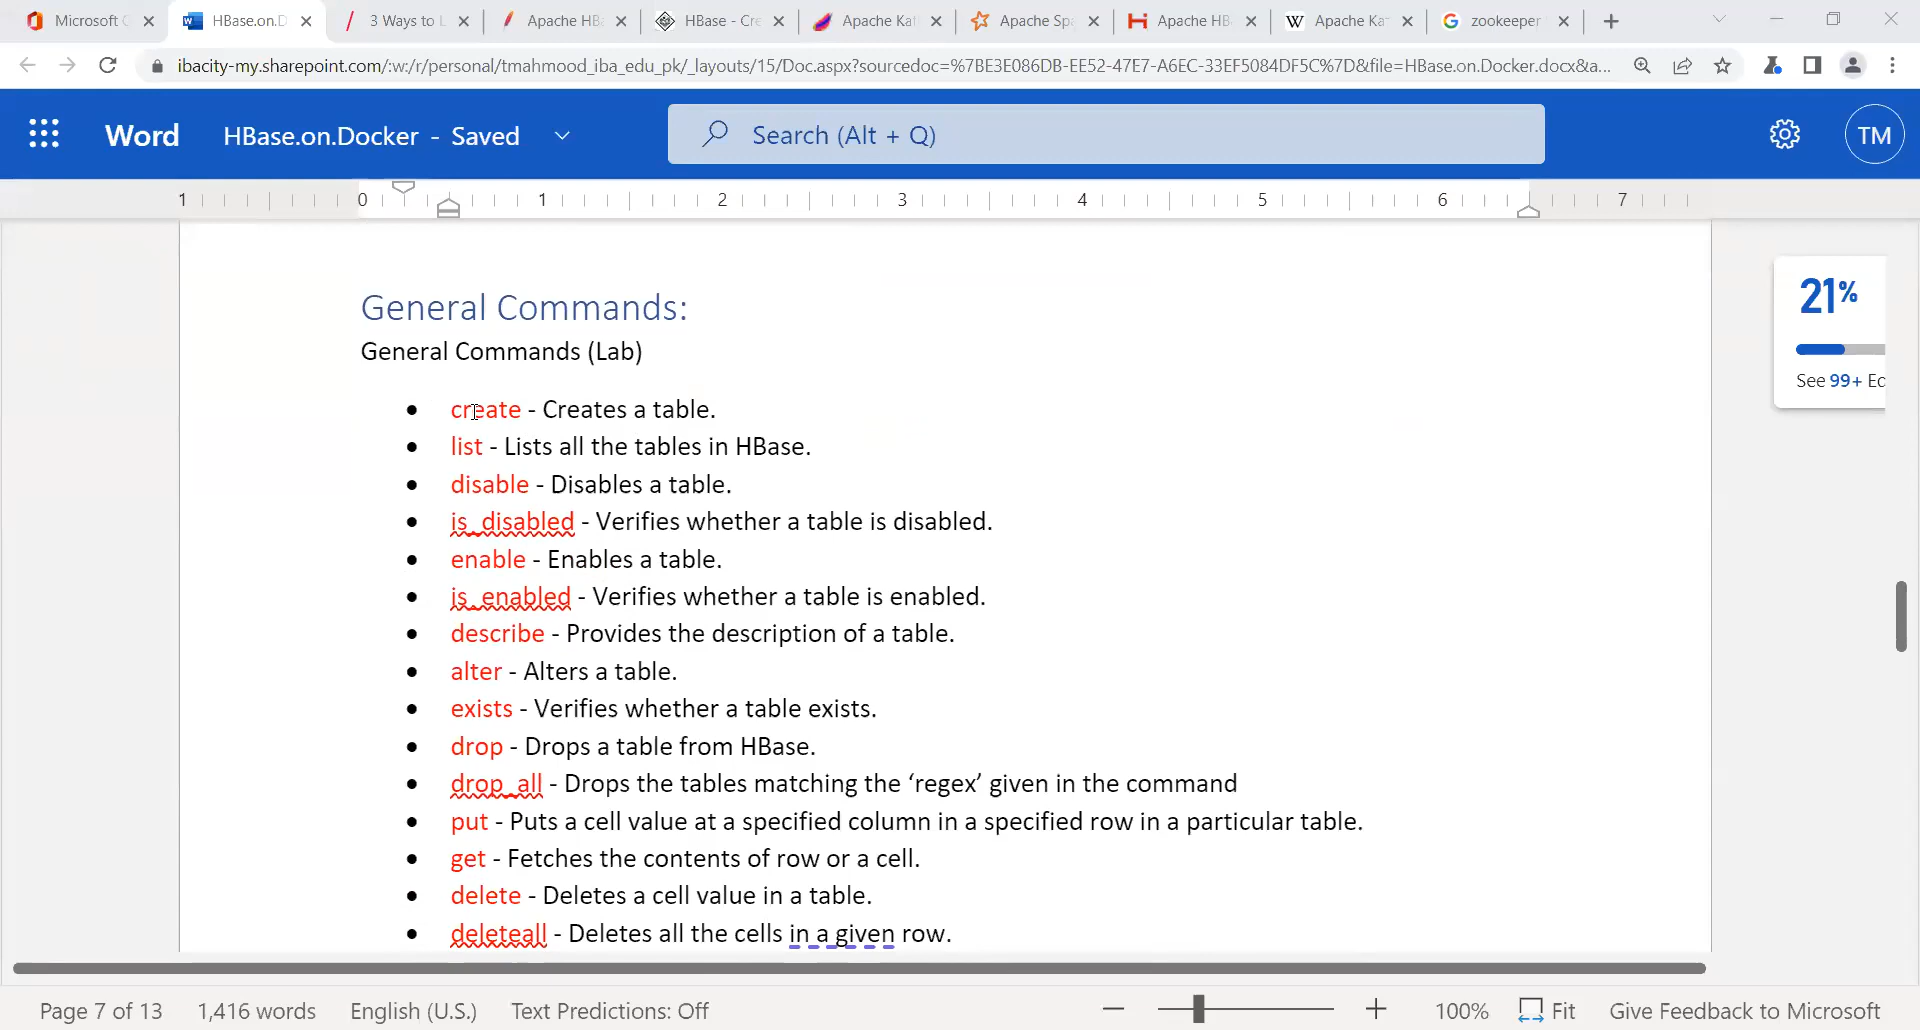 Microsoft O
HBase.on.D
3 Ways to L
Apache HBa
HBase - Cre
Apache Kaf
Apache Spa
Apache HB
Apache Kaf
zookeeper
ibacity-my.sharepoint.com/:w:/r/personal/tmahmood_iba_edu_pk/_layouts/15/Doc.aspx?sourcedoc=%7BE3E086DB-EE52-47E7-A6EC-33EF5084DF5C%7D&file=HBase.on.Docker.docx&a...
Word HBase.on.Docker - Saved
Search (Alt + Q)
TM
1 0 1 2 3 4 5 6 7
General Commands:
General Commands (Lab)
• create - Creates a table.
• list - Lists all the tables in HBase.
• disable - Disables a table.
• is_disabled - Verifies whether a table is disabled.
• enable - Enables a table.
• is_enabled - Verifies whether a table is enabled.
• describe - Provides the description of a table.
• alter - Alters a table.
• exists - Verifies whether a table exists.
• drop - Drops a table from HBase.
• drop_all - Drops the tables matching the ‘regex’ given in the command
• put - Puts a cell value at a specified column in a specified row in a particular table.
• get - Fetches the contents of row or a cell.
• delete - Deletes a cell value in a table.
• deleteall - Deletes all the cells in a given row.
21%
See 99+ Ed
Page 7 of 13 1,416 words English (U.S.) Text Predictions: Off
100% Fit Give Feedback to Microsoft